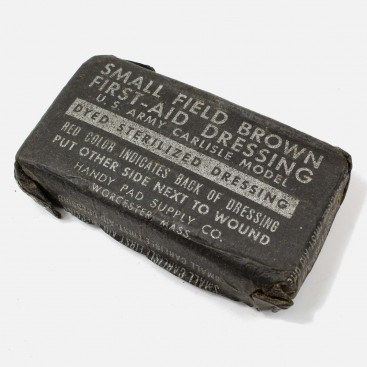 SMALL FIELD BROWN
FIRST-AID DRESSING
U.S. ARMY CARLISLE MODEL
DYED STERILIZED DRESSING
RED COLOR INDICATES BACK OF DRESSING
PUT OTHER SIDE NEXT TO WOUND
HANDY PAD SUPPLY CO.
WORCESTER, MASS.